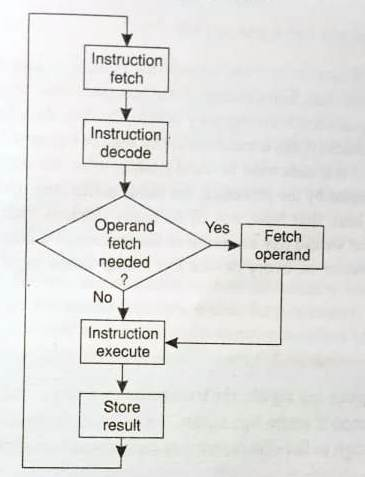 Instruction
fetch
Instruction
decode
Operand
fetch
needed
?
Yes
Fetch
operand
No
Instruction
execute
Store
result